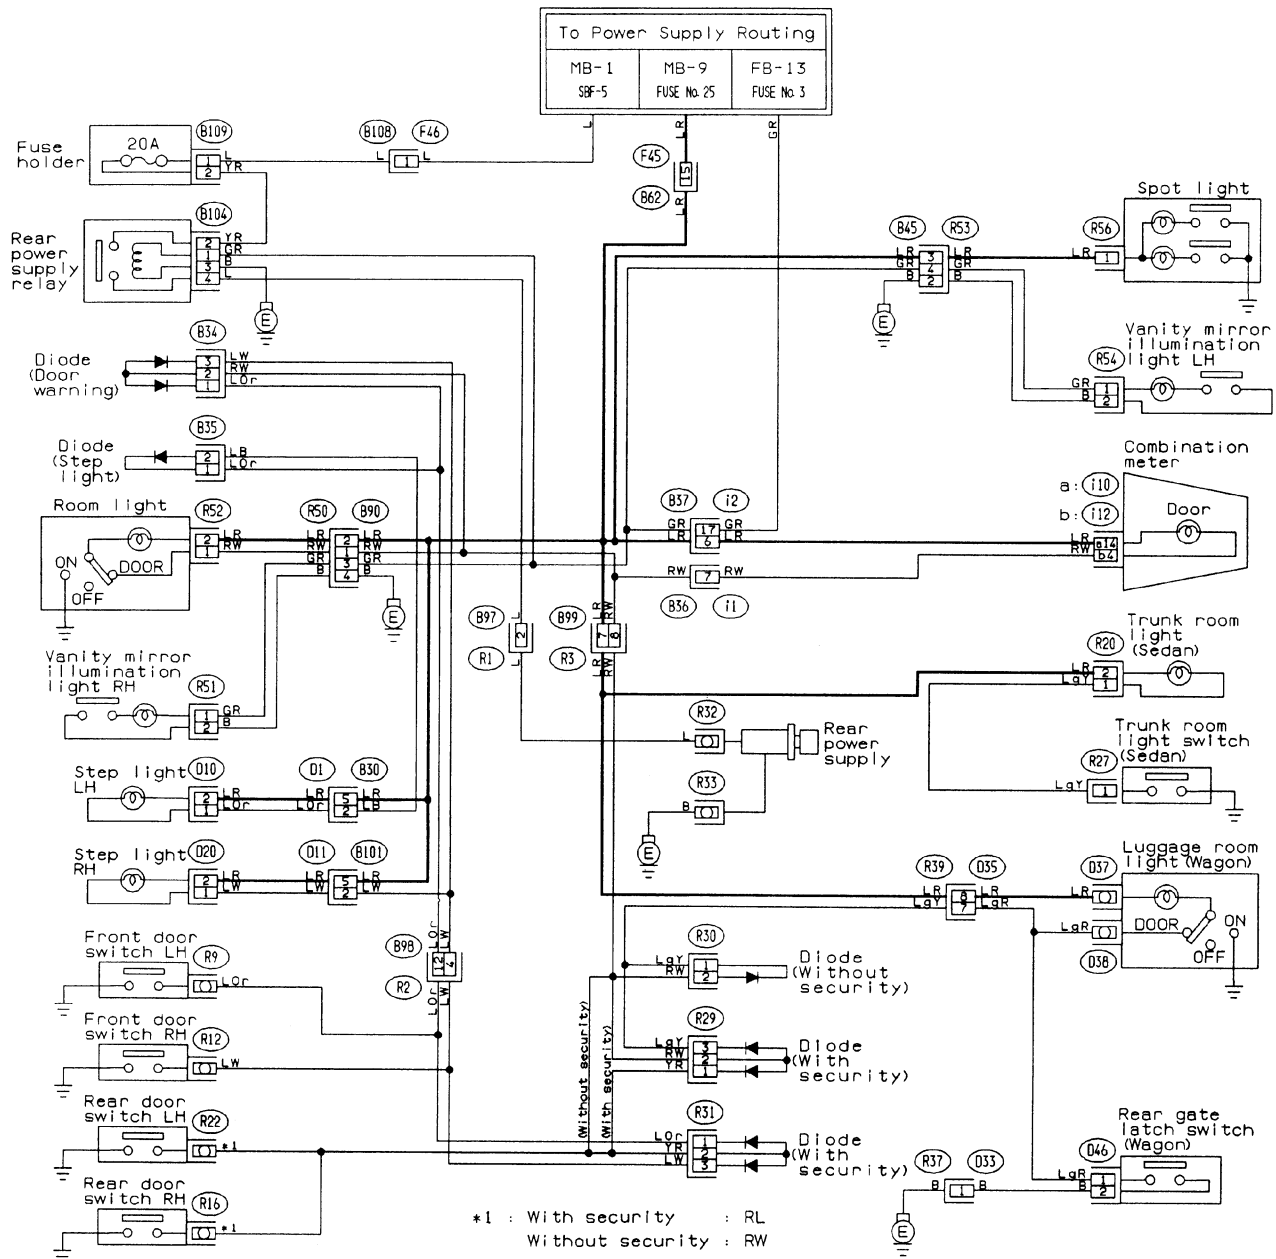 To Power Supply Routing
MB-1 MB-9 FB-13
SBF-5 FUSE No. 25 FUSE No. 3
L LR GR
Fuse holder
20A
B109
1 L
2 YR
B108 F46
L 1 L
F45
15
B62
LR
Rear power supply relay
B104
2 YR
1 GR
3 B
4 L
E
B45 R53
LR 3 LR
GR 4 GR
B 2 B
E
Spot light
R56
LR 1
Vanity mirror illumination light LH
R54
GR 1
B 2
Diode (Door warning)
B34
3 LW
2 RW
1 LOr
Diode (Step light)
B35
2 LB
1 LOr
Room light
ON
DOOR
OFF
R52
2 LR
1 RW
R50 B90
LR 2 LR
RW 1 RW
GR 3 GR
B 4 B
E
B37 i2
GR 17 GR
LR 6 LR
RW 7 RW
B36 i1
Combination meter
a: i10
b: i12
Door
LR a14
RW b4
B97
L
2
R1
L
B99
LR RW
7 8
R3
LR RW
Vanity mirror illumination light RH
R51
1 GR
2 B
Trunk room light (Sedan)
R20
LR 2
LgY 1
R32
L
Rear power supply
R33
B
E
Trunk room light switch (Sedan)
R27
LgY 1
Step light LH
D10
2 LR
1 LOr
D1 B30
LR 5 LR
LOr 2 LB
Step light RH
D20
2 LR
1 LW
D11 B101
LR 5 LR
LW 2 LW
R39 D35
LR 8 LR
LgY 7 LgR
Luggage room light (Wagon)
D37
LR
LgR
D38
DOOR
ON
OFF
Front door switch LH
R9
LOr
B98
LOr LW
12 4
R2
LOr LW
R30
LgY 1
RW 2
Diode (Without security)
Front door switch RH
R12
LW
(Without security)
(With security)
R29
LgY 3
RW 2
YR 1
Diode (With security)
Rear door switch LH
R22
*1
R31
LOr 1
YR 2
LW 3
Diode (With security)
Rear gate latch switch (Wagon)
D46
LgR 1
B 2
R37 D33
B 1 B
E
Rear door switch RH
R16
*1
*1 : With security : RL
Without security : RW